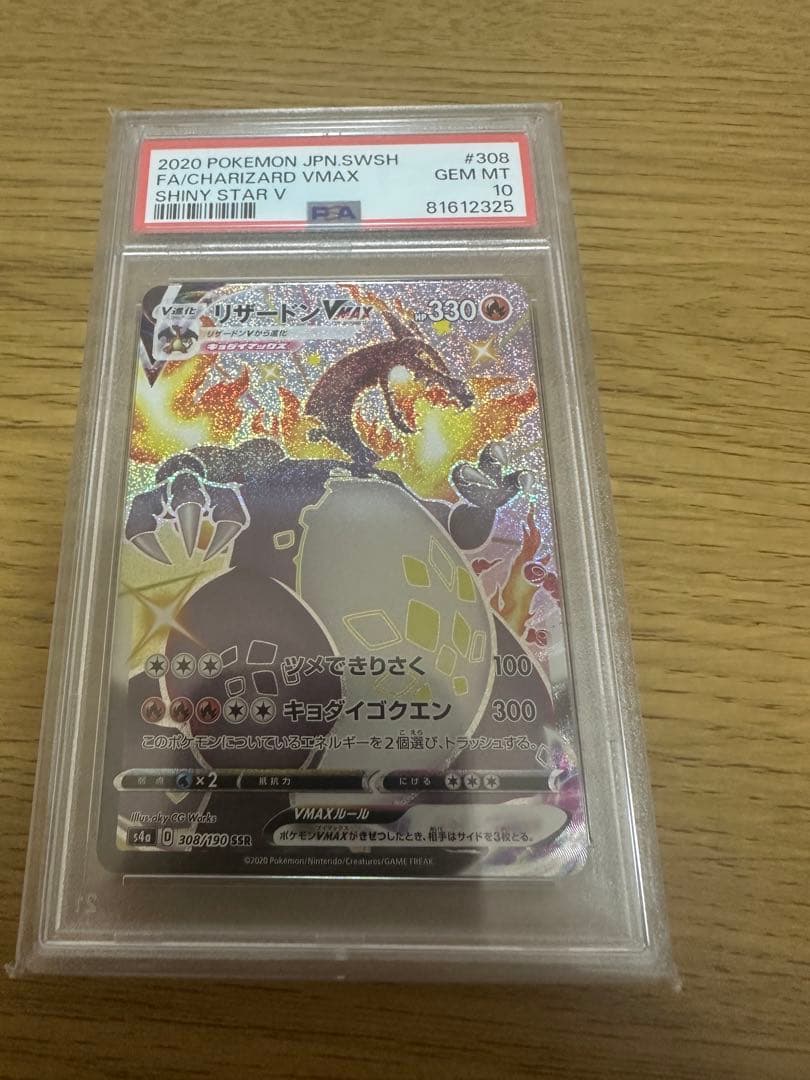 2020 POKEMON JPN.SWSH #308
FA/CHARIZARD VMAX GEM MT
SHINY STAR V 10
PSA 81612325
V進化 リザードンVMAX HP330
リザードンVから進化
キョダイマックス
ツメできりさく 100
キョダイゴクエン 300
このポケモンについているエネルギーを2個選び、トラッシュする。
弱点 ×2 抵抗力 にげる
Illus.aky CG Works
VMAXルール
s4a D 308/190 SSR
ポケモンVMAXがきぜつしたとき、相手はサイドを3枚とる。
©2020 Pokémon/Nintendo/Creatures/GAME FREAK